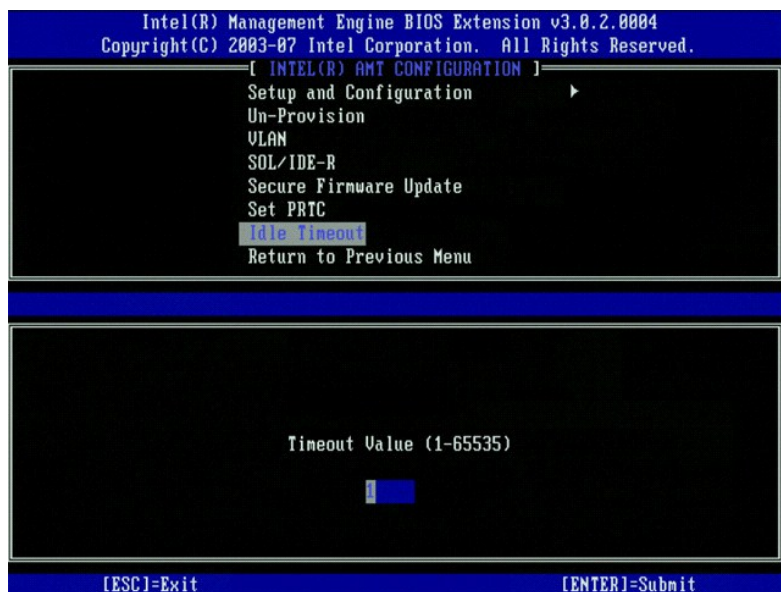 Intel(R) Management Engine BIOS Extension v3.0.2.0004
Copyright(C) 2003-07 Intel Corporation. All Rights Reserved.
[ INTEL(R) AMT CONFIGURATION ]
Setup and Configuration
Un-Provision
VLAN
SOL/IDE-R
Secure Firmware Update
Set PRTC
Idle Timeout
Return to Previous Menu
Timeout Value (1-65535)
1
[ESC]=Exit [ENTER]=Submit